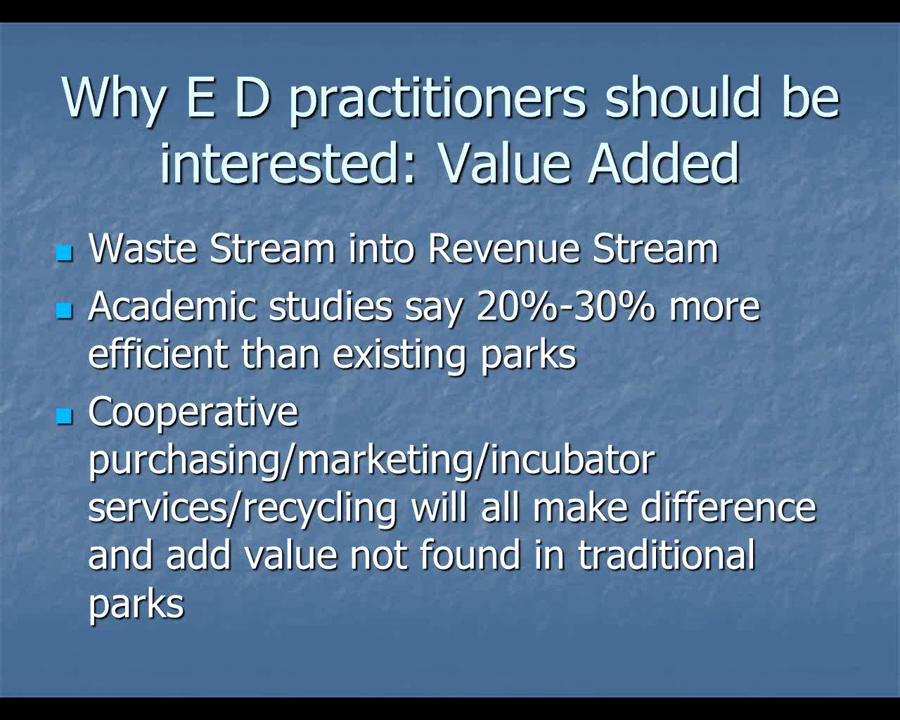 Why E D practitioners should be
interested: Value Added
Waste Stream into Revenue Stream
Academic studies say 20%-30% more
efficient than existing parks
Cooperative
purchasing/marketing/incubator
services/recycling will all make difference
and add value not found in traditional
parks